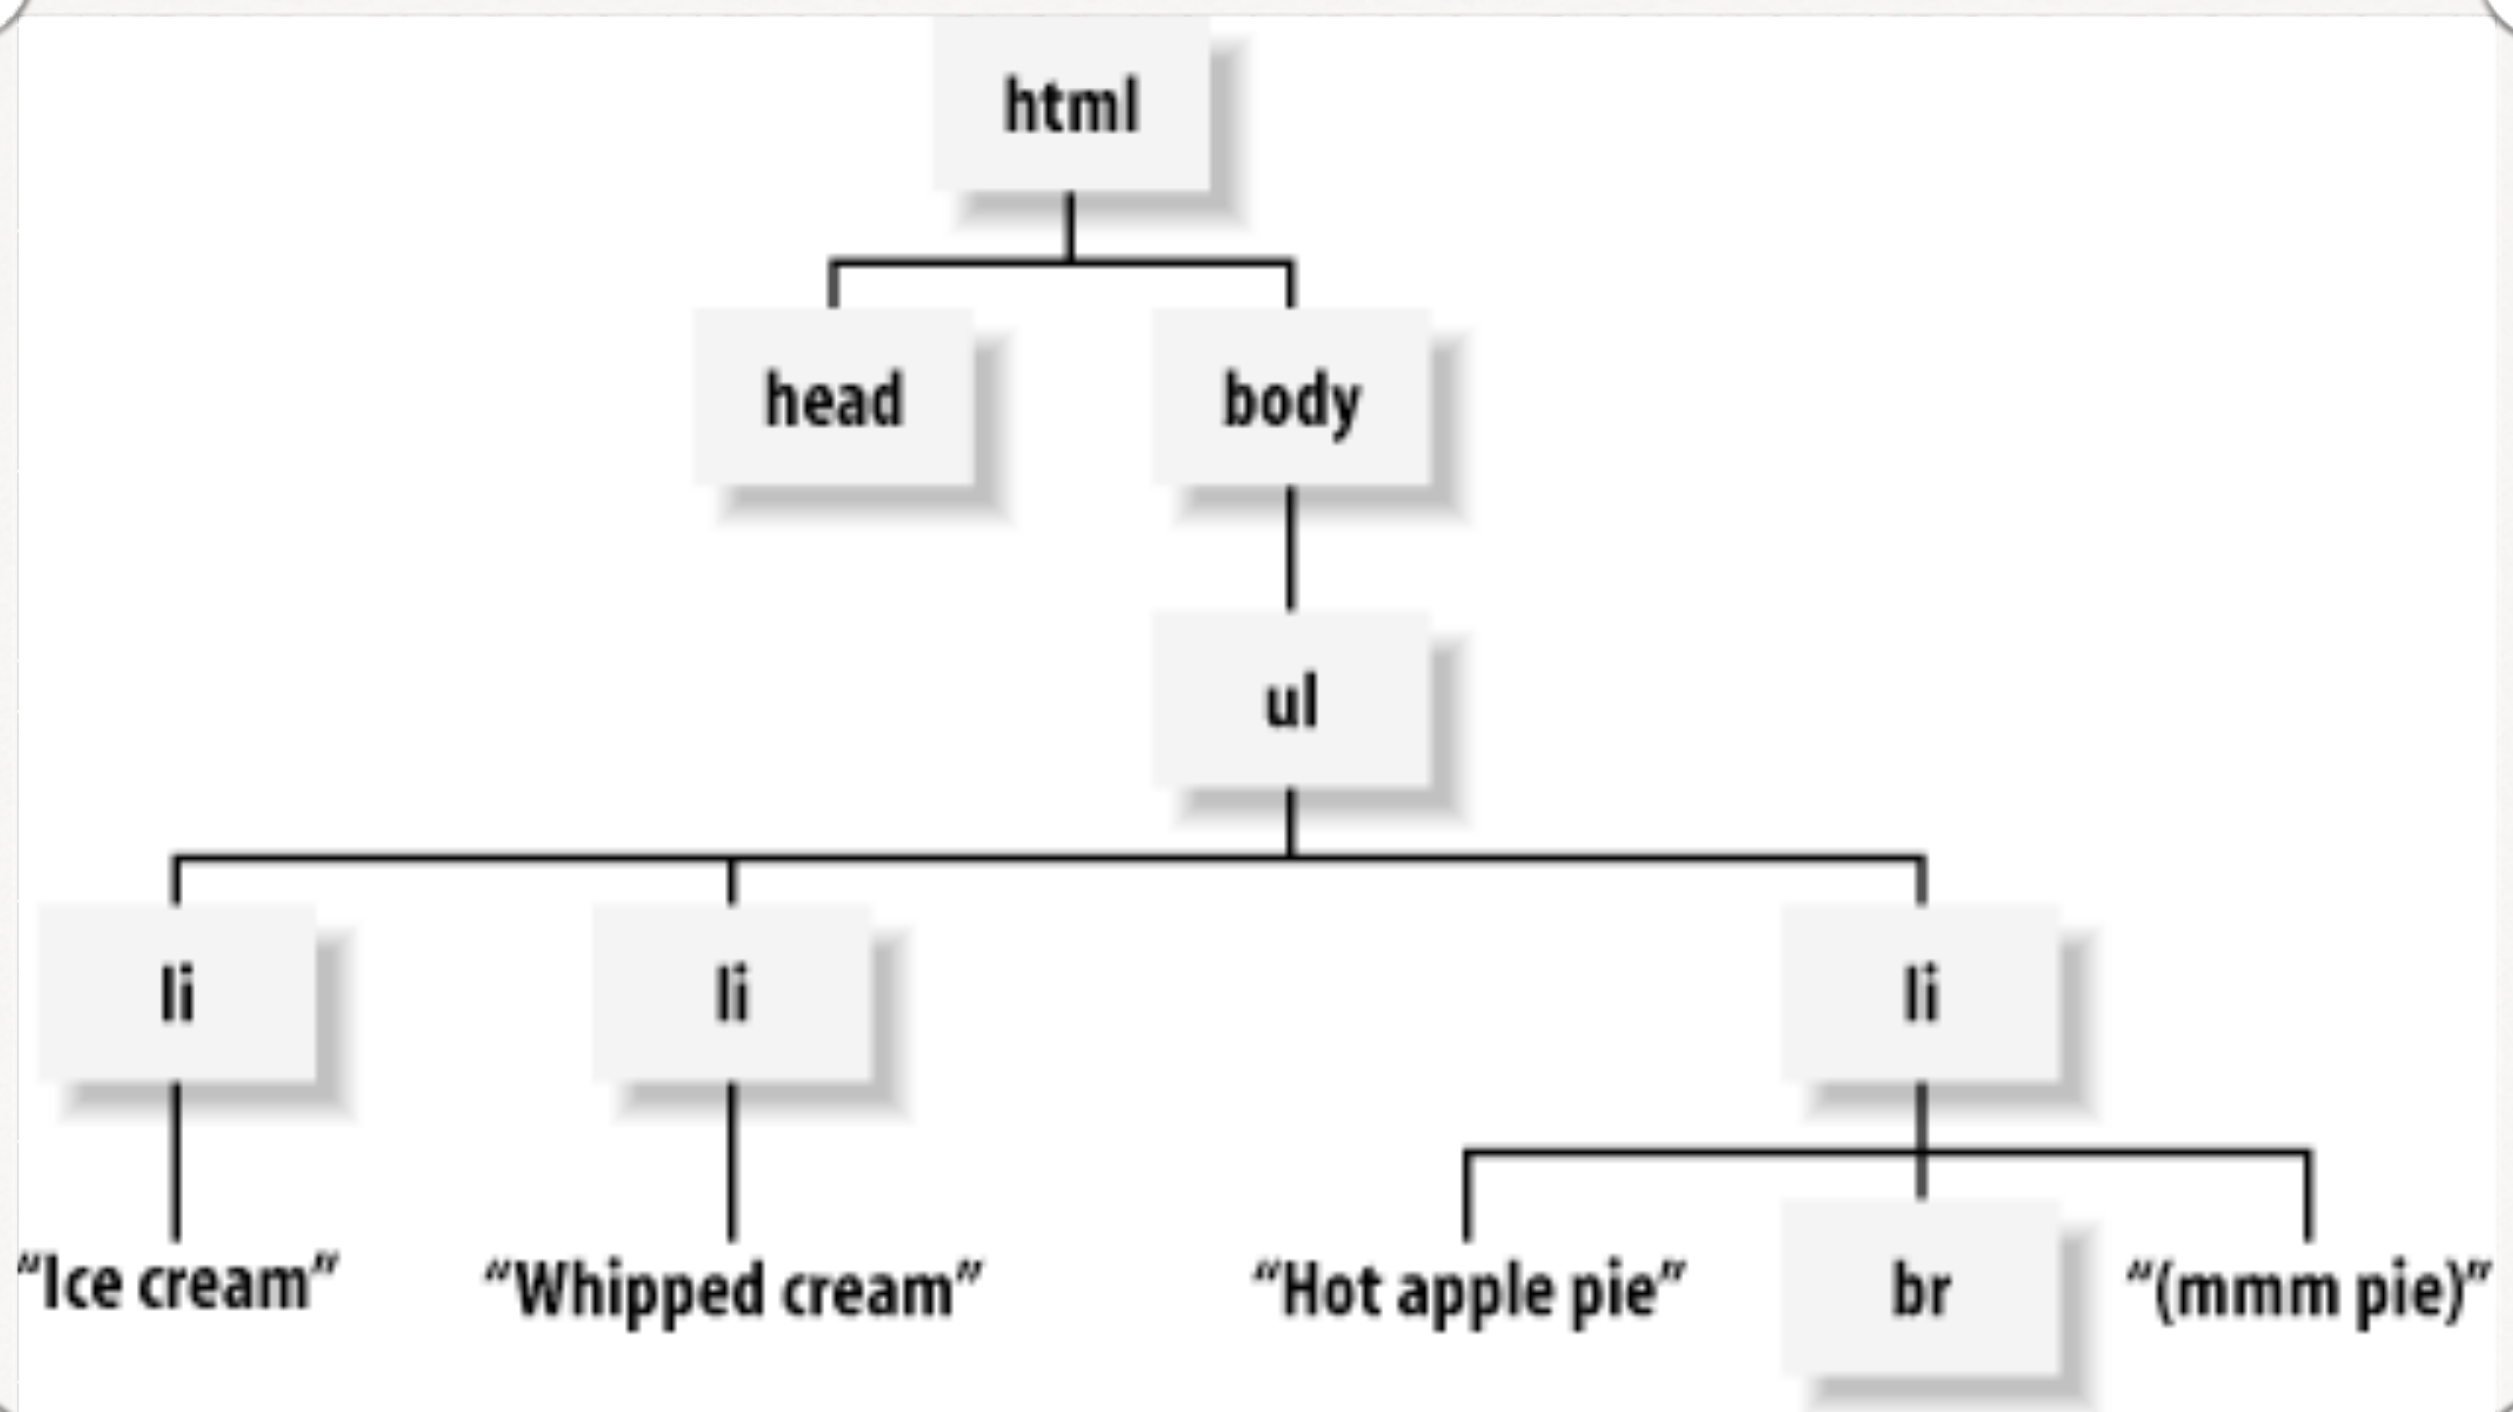 html
head body
ul
li li li
“Ice cream” “Whipped cream” “Hot apple pie” br “(mmm pie)”